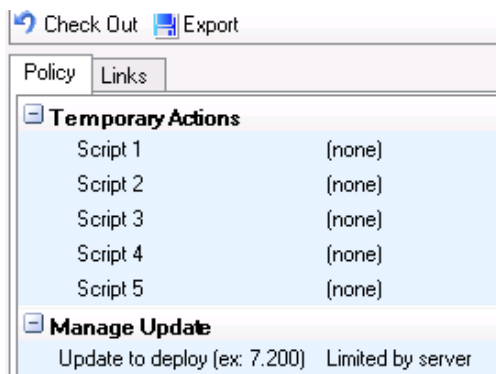 Check Out Export
Policy Links
Temporary Actions
Script 1 (none)
Script 2 (none)
Script 3 (none)
Script 4 (none)
Script 5 (none)
Manage Update
Update to deploy (ex: 7.200) Limited by server